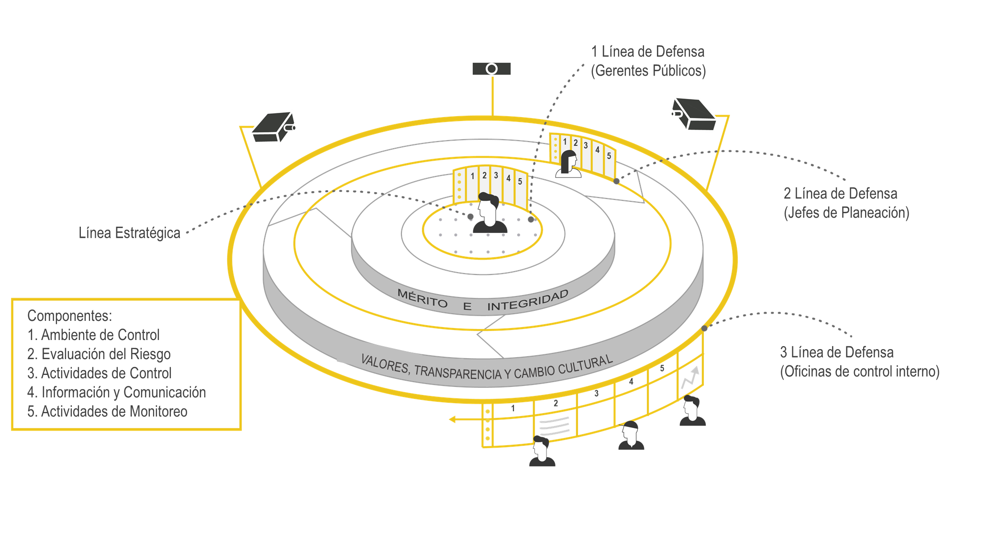 1 Línea de Defensa
(Gerentes Públicos)
1 2 3 4 5
1 2 3 4 5
2 Línea de Defensa
(Jefes de Planeación)
Línea Estratégica
MÉRITO E INTEGRIDAD
VALORES, TRANSPARENCIA Y CAMBIO CULTURAL
3 Línea de Defensa
(Oficinas de control interno)
1 2 3 4 5
Componentes:
1. Ambiente de Control
2. Evaluación del Riesgo
3. Actividades de Control
4. Información y Comunicación
5. Actividades de Monitoreo